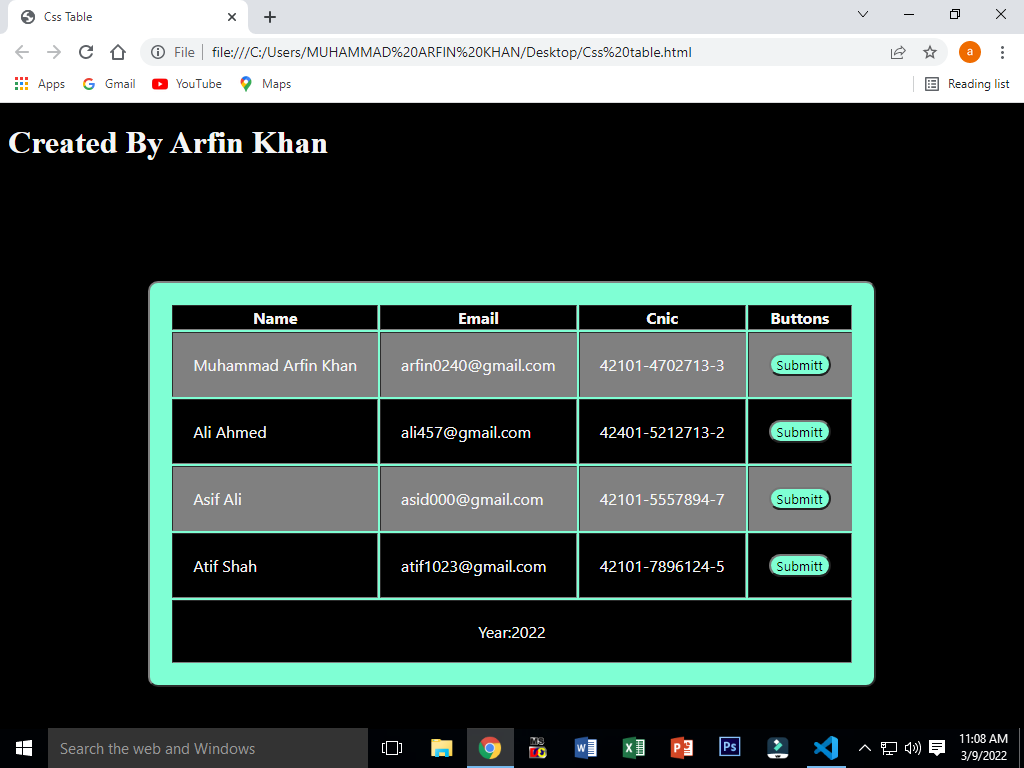 Css Table
File file:///C:/Users/MUHAMMAD%20ARFIN%20KHAN/Desktop/Css%20table.html a
Apps Gmail YouTube Maps Reading list
Created By Arfin Khan
Name Email Cnic Buttons
Muhammad Arfin Khan arfin0240@gmail.com 42101-4702713-3 Submitt
Ali Ahmed ali457@gmail.com 42401-5212713-2 Submitt
Asif Ali asid000@gmail.com 42101-5557894-7 Submitt
Atif Shah atif1023@gmail.com 42101-7896124-5 Submitt
Year:2022
Search the web and Windows Ps 11:08 AM
3/9/2022